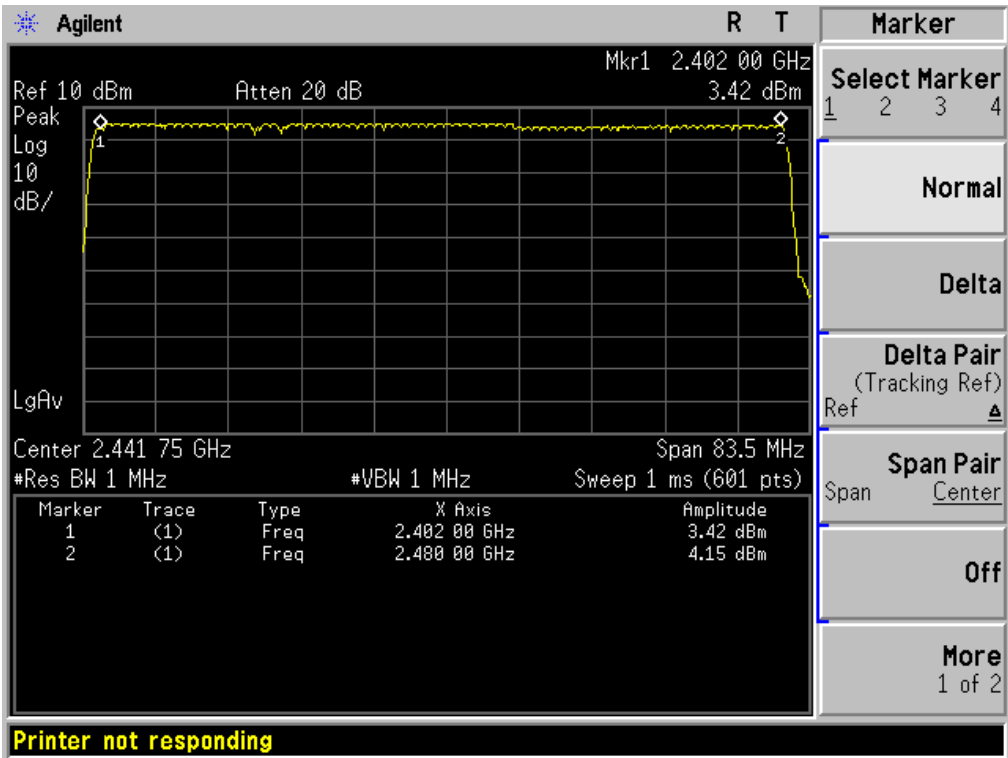 Agilent R T
Mkr1 2.402 00 GHz
Ref 10 dBm Atten 20 dB 3.42 dBm
Peak
Log
10
dB/
1
2
LgAv
Center 2.441 75 GHz Span 83.5 MHz
#Res BW 1 MHz #VBW 1 MHz Sweep 1 ms (601 pts)
Marker Trace Type X Axis Amplitude
1 (1) Freq 2.402 00 GHz 3.42 dBm
2 (1) Freq 2.480 00 GHz 4.15 dBm
Marker
Select Marker
1 2 3 4
Normal
Delta
Delta Pair
(Tracking Ref)
Ref Δ
Span Pair
Span Center
Off
More
1 of 2
Printer not responding